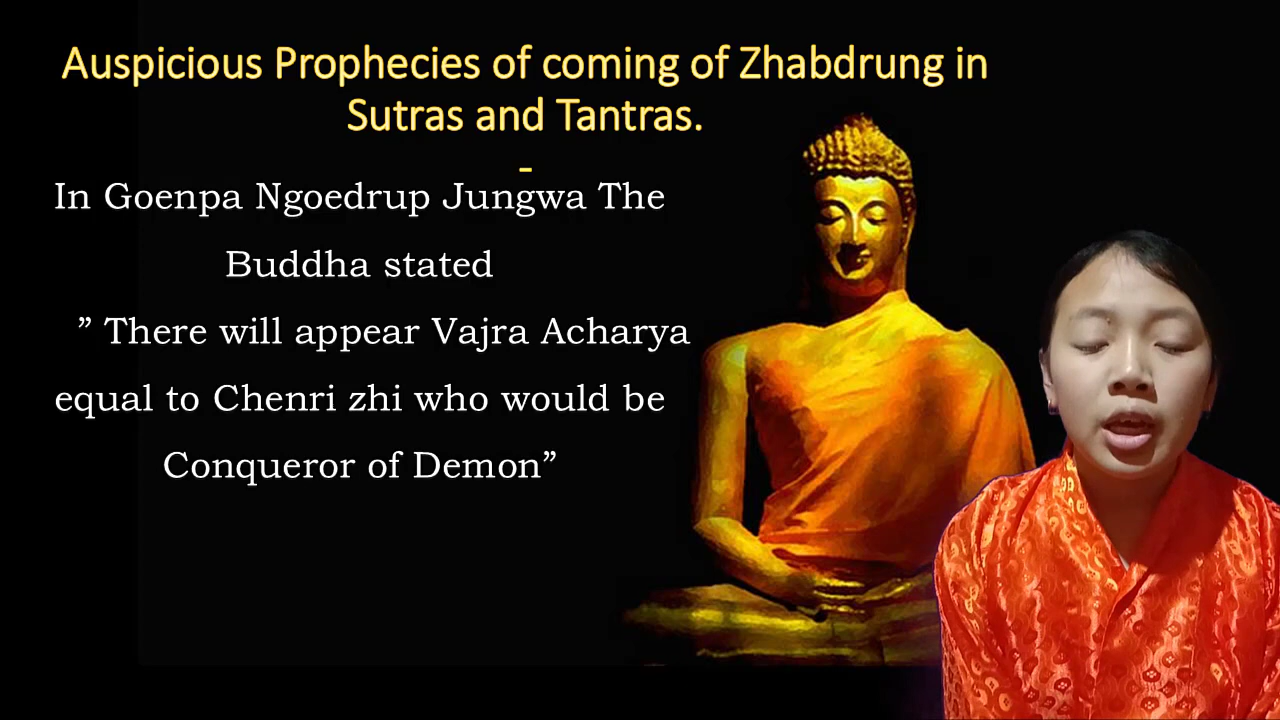 Auspicious Prophecies of coming of Zhabdrung in
Sutras and Tantras.
-
In Goenpa Ngoedrup Jungwa The
Buddha stated
” There will appear Vajra Acharya
equal to Chenri zhi who would be
Conqueror of Demon”